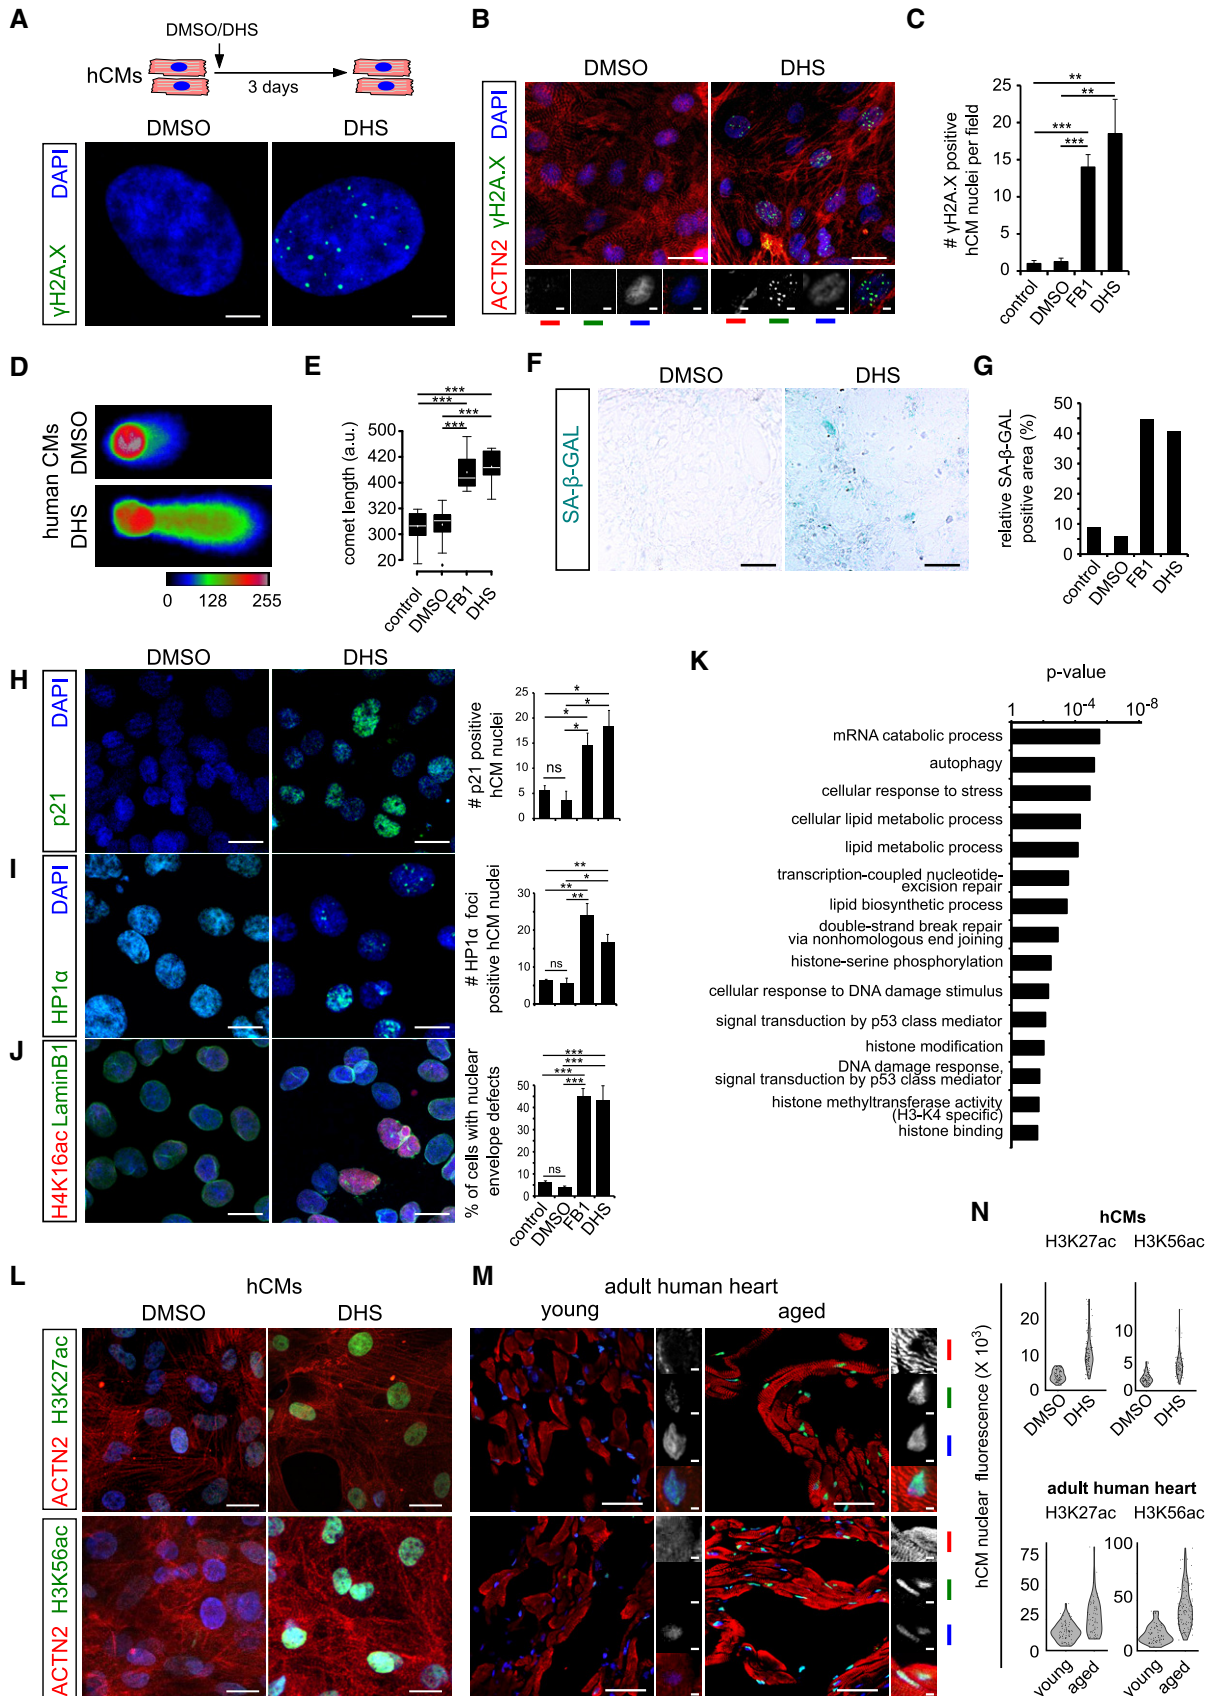 A
DMSO/DHS
hCMs
3 days
DMSO
DHS
γH2A.X DAPI
B
DMSO
DHS
ACTN2 γH2A.X DAPI
C
# γH2A.X positive
hCM nuclei per field
25
20
15
10
5
0
**
**
***
***
control
DMSO
FB1
DHS
D
human CMs
DMSO
DHS
0 128 255
E
comet length (a.u.)
500
420
400
320
300
20
***
***
***
***
control
DMSO
FB1
DHS
F
DMSO
DHS
SA-β-GAL
G
relative SA-β-GAL
positive area (%)
50
40
30
20
10
0
control
DMSO
FB1
DHS
DMSO
DHS
H
p21 DAPI
# p21 positive
hCM nuclei
25
20
15
10
5
0
*
*
*
*
ns
I
HP1α DAPI
# HP1α foci
positive hCM nuclei
30
20
10
0
**
*
**
**
ns
J
H4K16ac LaminB1
% of cells with nuclear
envelope defects
50
40
30
20
10
0
***
***
***
***
ns
control
DMSO
FB1
DHS
K
p-value
1 10-4 10-8
mRNA catabolic process
autophagy
cellular response to stress
cellular lipid metabolic process
lipid metabolic process
transcription-coupled nucleotide-
excision repair
lipid biosynthetic process
double-strand break repair
via nonhomologous end joining
histone-serine phosphorylation
cellular response to DNA damage stimulus
signal transduction by p53 class mediator
histone modification
DNA damage response,
signal transduction by p53 class mediator
histone methyltransferase activity
(H3-K4 specific)
histone binding
L
hCMs
DMSO
DHS
ACTN2 H3K27ac
ACTN2 H3K56ac
M
adult human heart
young
aged
N
hCM nuclear fluorescence (X 103)
hCMs
H3K27ac H3K56ac
20
10
0
DMSO
DHS
10
5
0
DMSO
DHS
adult human heart
H3K27ac H3K56ac
75
50
25
0
young
aged
100
50
0
young
aged